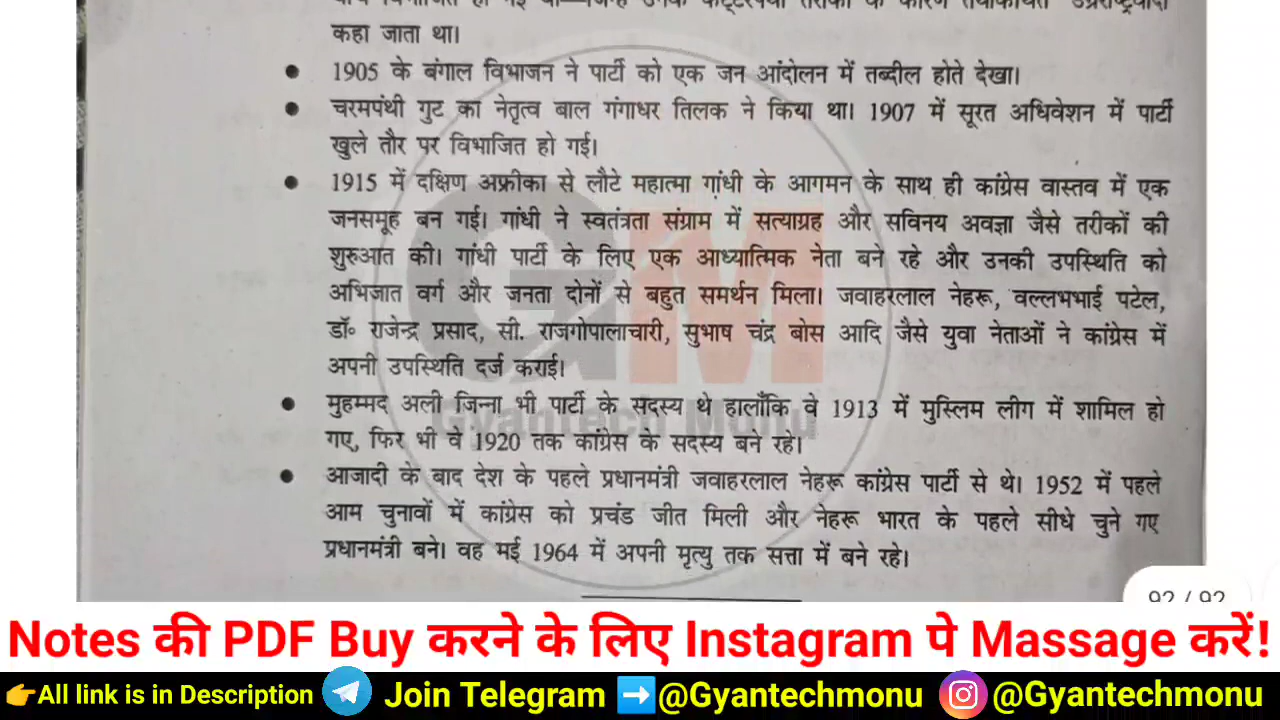 कहा जाता था।
● 1905 के बंगाल विभाजन ने पार्टी को एक जन आंदोलन में तब्दील होते देखा।
● चरमपंथी गुट का नेतृत्व बाल गंगाधर तिलक ने किया था। 1907 में सूरत अधिवेशन में पार्टी
खुले तौर पर विभाजित हो गई।
● 1915 में दक्षिण अफ्रीका से लौटे महात्मा गांधी के आगमन के साथ ही कांग्रेस वास्तव में एक
जनसमूह बन गई। गांधी ने स्वतंत्रता संग्राम में सत्याग्रह और सविनय अवज्ञा जैसे तरीकों की
शुरुआत की। गांधी पार्टी के लिए एक आध्यात्मिक नेता बने रहे और उनकी उपस्थिति को
अभिजात वर्ग और जनता दोनों से बहुत समर्थन मिला। जवाहरलाल नेहरू, वल्लभभाई पटेल,
डॉ॰ राजेन्द्र प्रसाद, सी. राजगोपालाचारी, सुभाष चंद्र बोस आदि जैसे युवा नेताओं ने कांग्रेस में
अपनी उपस्थिति दर्ज कराई।
● मुहम्मद अली जिन्ना भी पार्टी के सदस्य थे हालाँकि वे 1913 में मुस्लिम लीग में शामिल हो
गए, फिर भी वे 1920 तक कांग्रेस के सदस्य बने रहे।
Gyantech Monu
● आजादी के बाद देश के पहले प्रधानमंत्री जवाहरलाल नेहरू कांग्रेस पार्टी से थे। 1952 में पहले
आम चुनावों में कांग्रेस को प्रचंड जीत मिली और नेहरू भारत के पहले सीधे चुने गए
प्रधानमंत्री बने। वह मई 1964 में अपनी मृत्यु तक सत्ता में बने रहे।
92 / 92
Notes की PDF Buy करने के लिए Instagram पे Massage करें!
👉All link is in Description Join Telegram ➡️@Gyantechmonu @Gyantechmonu